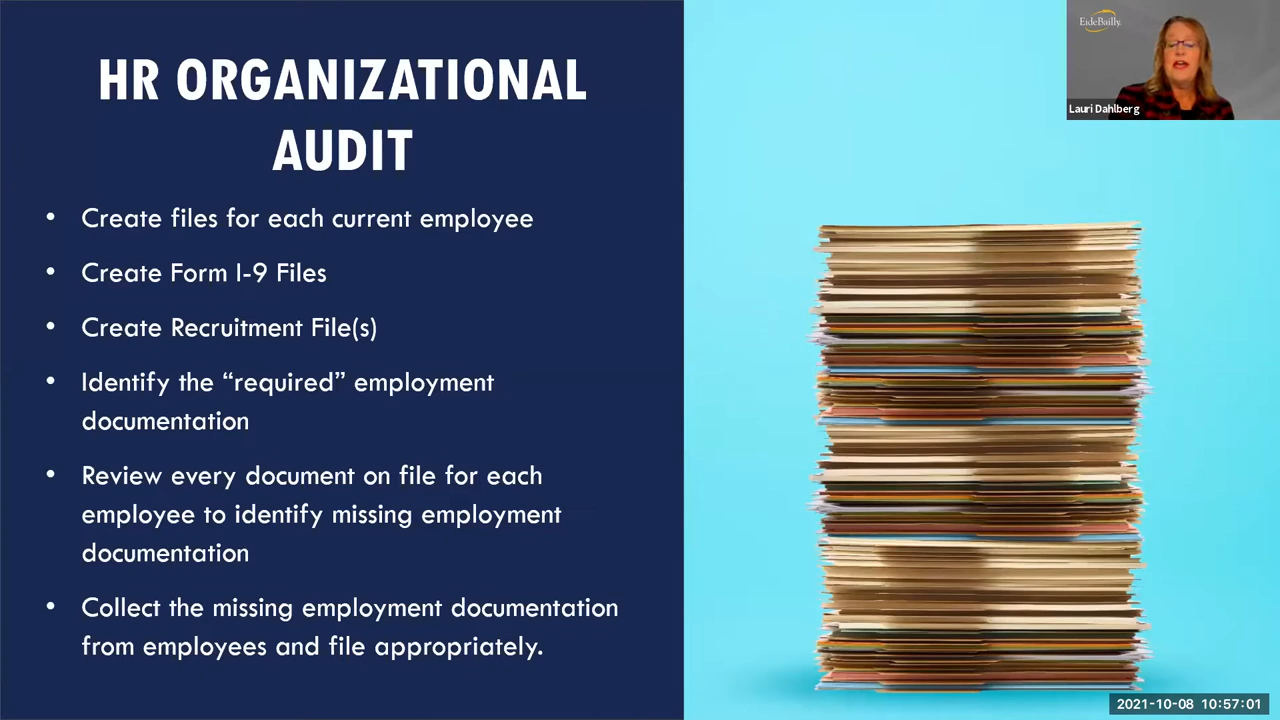 HR ORGANIZATIONAL
AUDIT
• Create files for each current employee
• Create Form I-9 Files
• Create Recruitment File(s)
• Identify the “required” employment
documentation
• Review every document on file for each
employee to identify missing employment
documentation
• Collect the missing employment documentation
from employees and file appropriately.
EideBailly.
Lauri Dahlberg
2021-10-08 10:57:01